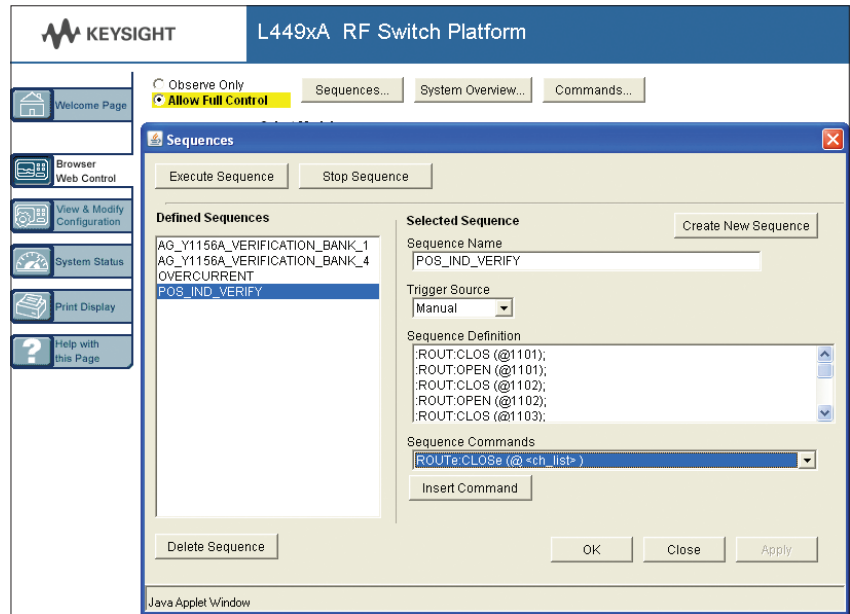 KEYSIGHT
L449xA RF Switch Platform
Observe Only
Allow Full Control
Sequences...
System Overview...
Commands...
Welcome Page
Browser
Web Control
View & Modify
Configuration
System Status
Print Display
Help with
this Page
Sequences
Execute Sequence
Stop Sequence
Defined Sequences
AG_Y1156A_VERIFICATION_BANK_1
AG_Y1156A_VERIFICATION_BANK_4
OVERCURRENT
POS_IND_VERIFY
Delete Sequence
Selected Sequence
Create New Sequence
Sequence Name
POS_IND_VERIFY
Trigger Source
Manual
Sequence Definition
:ROUT:CLOS (@1101);
:ROUT:OPEN (@1101);
:ROUT:CLOS (@1102);
:ROUT:OPEN (@1102);
:ROUT:CLOS (@1103);
Sequence Commands
ROUTe:CLOSe (@ <ch_list> )
Insert Command
OK
Close
Apply
Java Applet Window